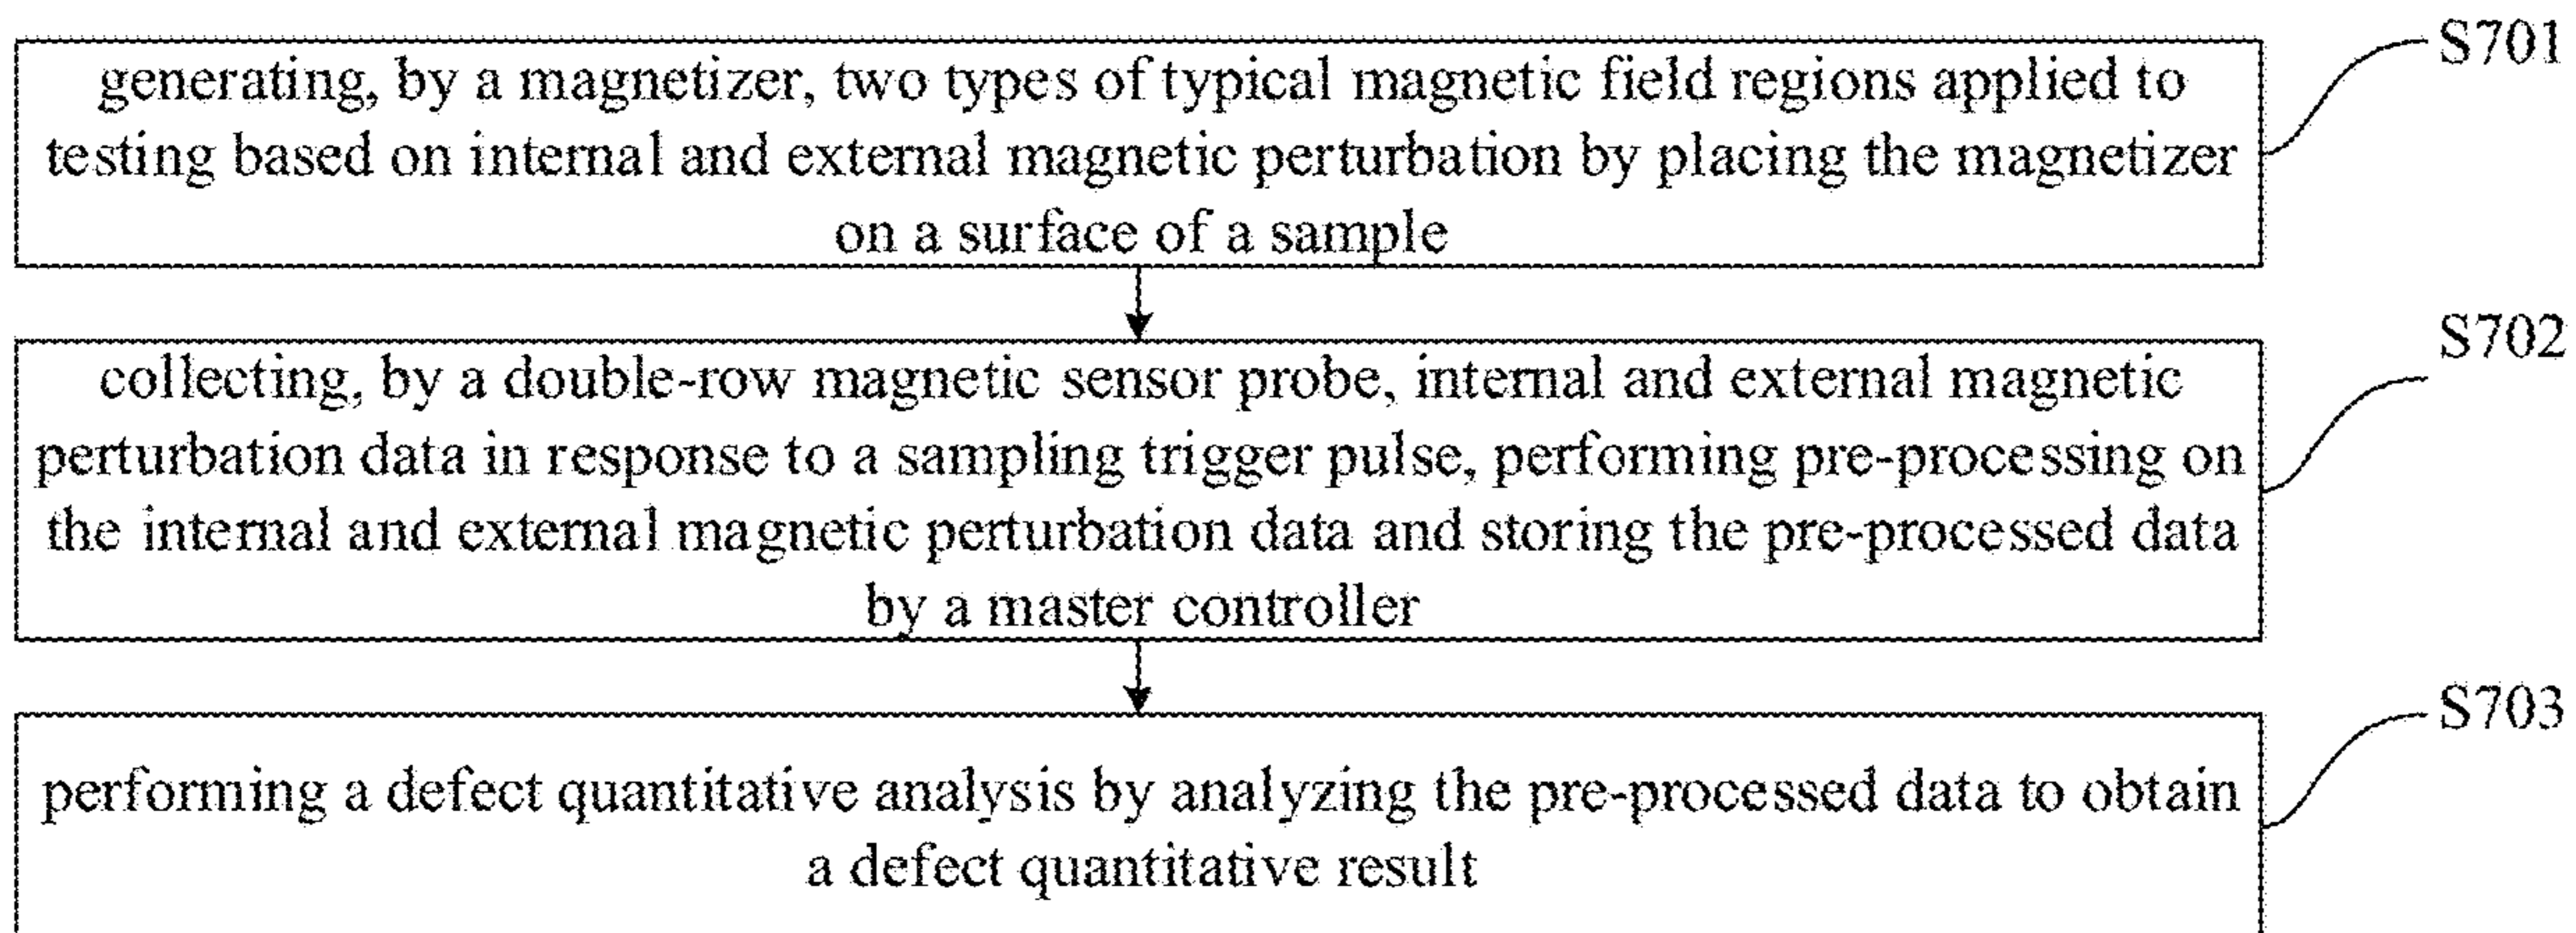 generating, by a magnetizer, two types of typical magnetic field regions applied to
testing based on internal and external magnetic perturbation by placing the magnetizer
on a surface of a sample
S701
collecting, by a double-row magnetic sensor probe, internal and external magnetic
perturbation data in response to a sampling trigger pulse, performing pre-processing on
the internal and external magnetic perturbation data and storing the pre-processed data
by a master controller
S702
performing a defect quantitative analysis by analyzing the pre-processed data to obtain
a defect quantitative result
S703